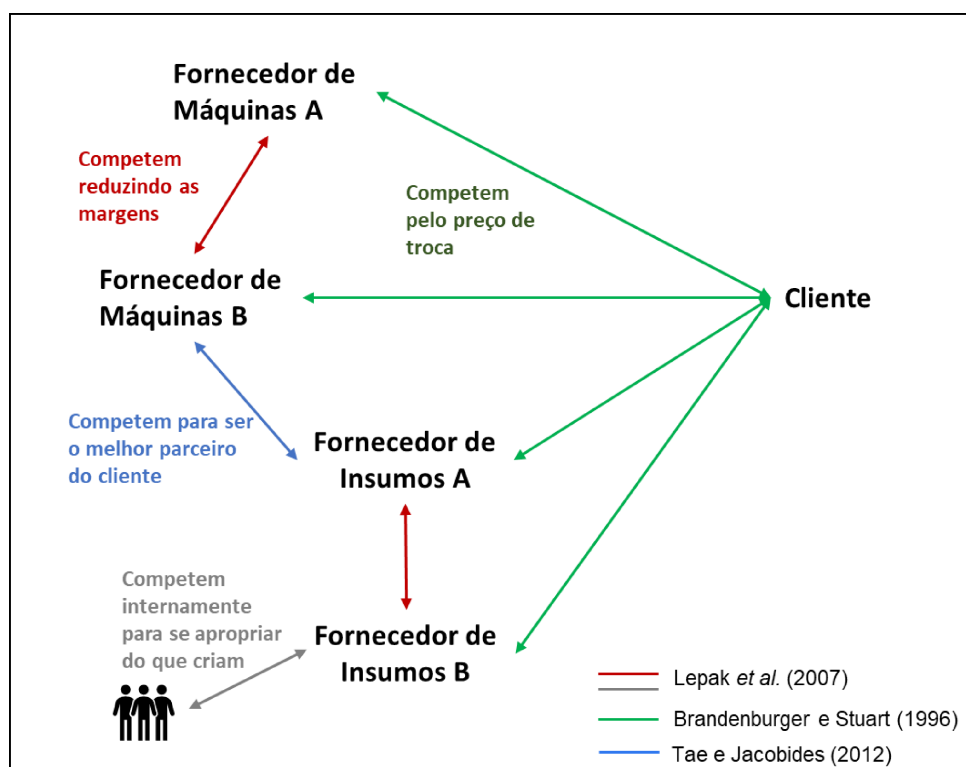 Fornecedor de
Máquinas A
Competem
reduzindo as
margens
Competem
pelo preço de
troca
Fornecedor de
Máquinas B
Cliente
Competem para ser
o melhor parceiro
do cliente
Fornecedor de
Insumos A
Competem
internamente
para se apropriar
do que criam
Fornecedor de
Insumos B
Lepak et al. (2007)
Brandenburger e Stuart (1996)
Tae e Jacobides (2012)